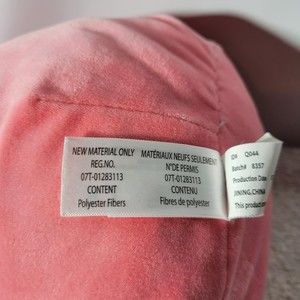 NEW MATERIAL ONLY
REG.NO.
07T-01283113
CONTENT
Polyester Fibers
MATÉRIAUX NEUFS SEULEMENT
N°DE PERMIS
07T-01283113
CONTENU
Fibres de polyester
ID# Q044
Batch# 8357
Production Date
JINING,CHINA
This produc